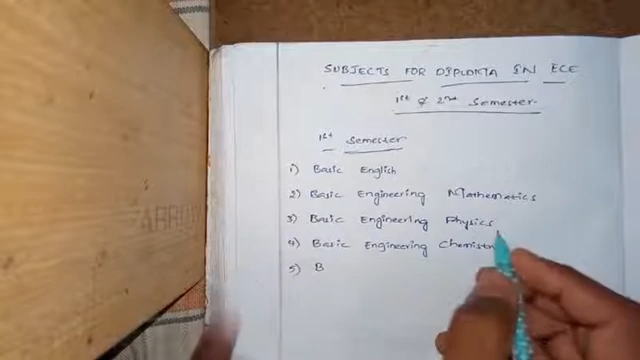 SUBJECTS FOR DIPLOMA IN ECE
1st & 2nd Semester
1st Semester
1) Basic English
2) Basic Engineering Mathematics
3) Basic Engineering Physics
4) Basic Engineering
5) B